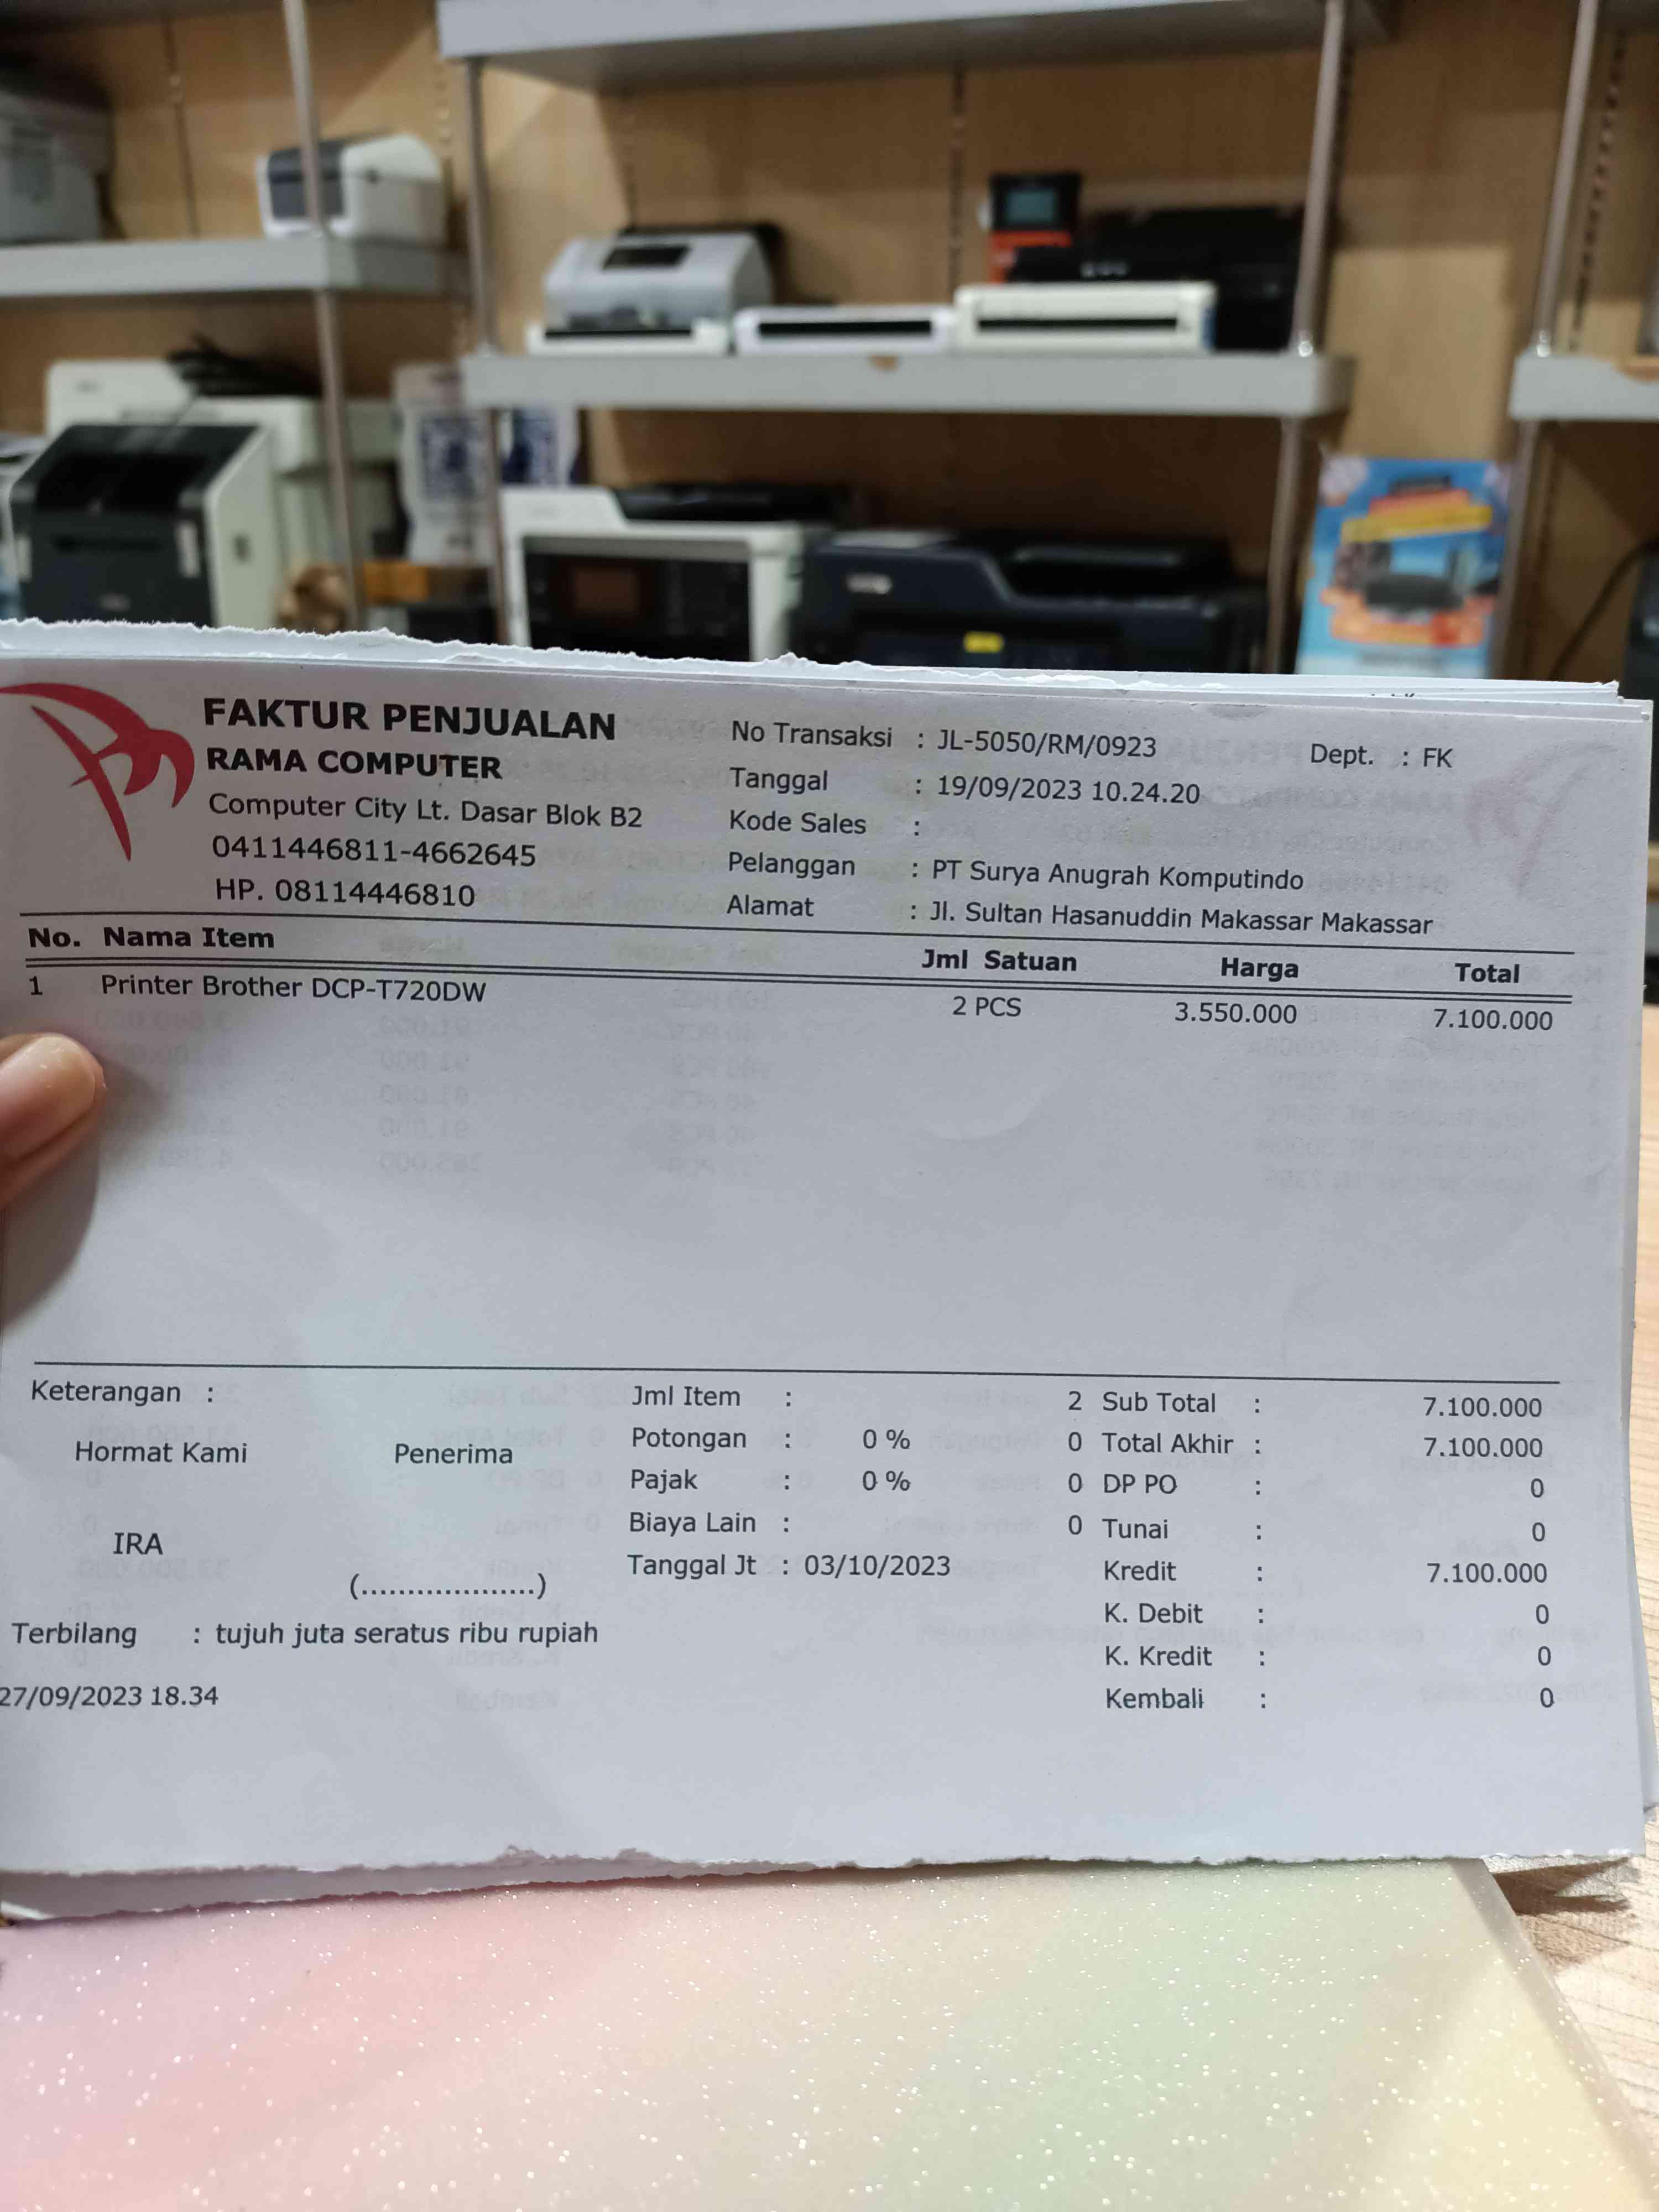 FAKTUR PENJUALAN
RAMA COMPUTER
Computer City Lt. Dasar Blok B2
0411446811-4662645
HP. 08114446810
No Transaksi : JL-5050/RM/0923 Dept. : FK
Tanggal : 19/09/2023 10.24.20
Kode Sales :
Pelanggan : PT Surya Anugrah Komputindo
Alamat : Jl. Sultan Hasanuddin Makassar Makassar
No. Nama Item Jml Satuan Harga Total
1 Printer Brother DCP-T720DW 2 PCS 3.550.000 7.100.000
Keterangan :
Hormat Kami Penerima
IRA
(...................)
Jml Item : 2
Potongan : 0 % 0
Pajak : 0 % 0
Biaya Lain : 0
Tanggal Jt : 03/10/2023
Sub Total : 7.100.000
Total Akhir : 7.100.000
DP PO : 0
Tunai : 0
Kredit : 7.100.000
K. Debit : 0
K. Kredit : 0
Kembali : 0
Terbilang : tujuh juta seratus ribu rupiah
27/09/2023 18.34